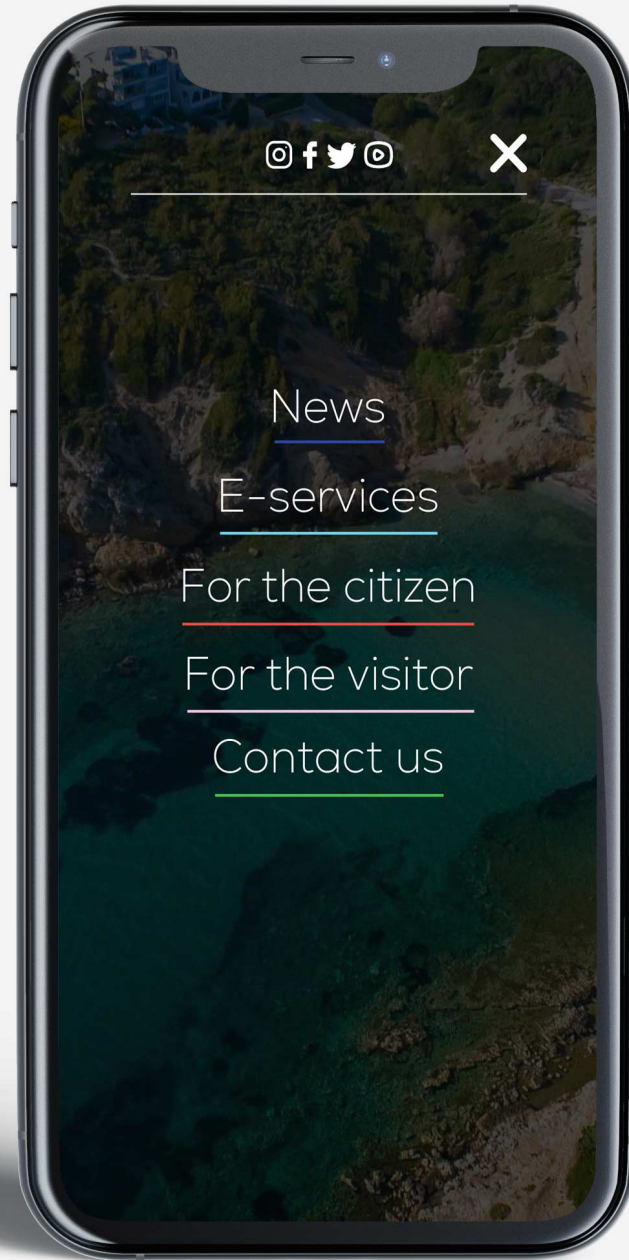 News
E-services
For the citizen
For the visitor
Contact us